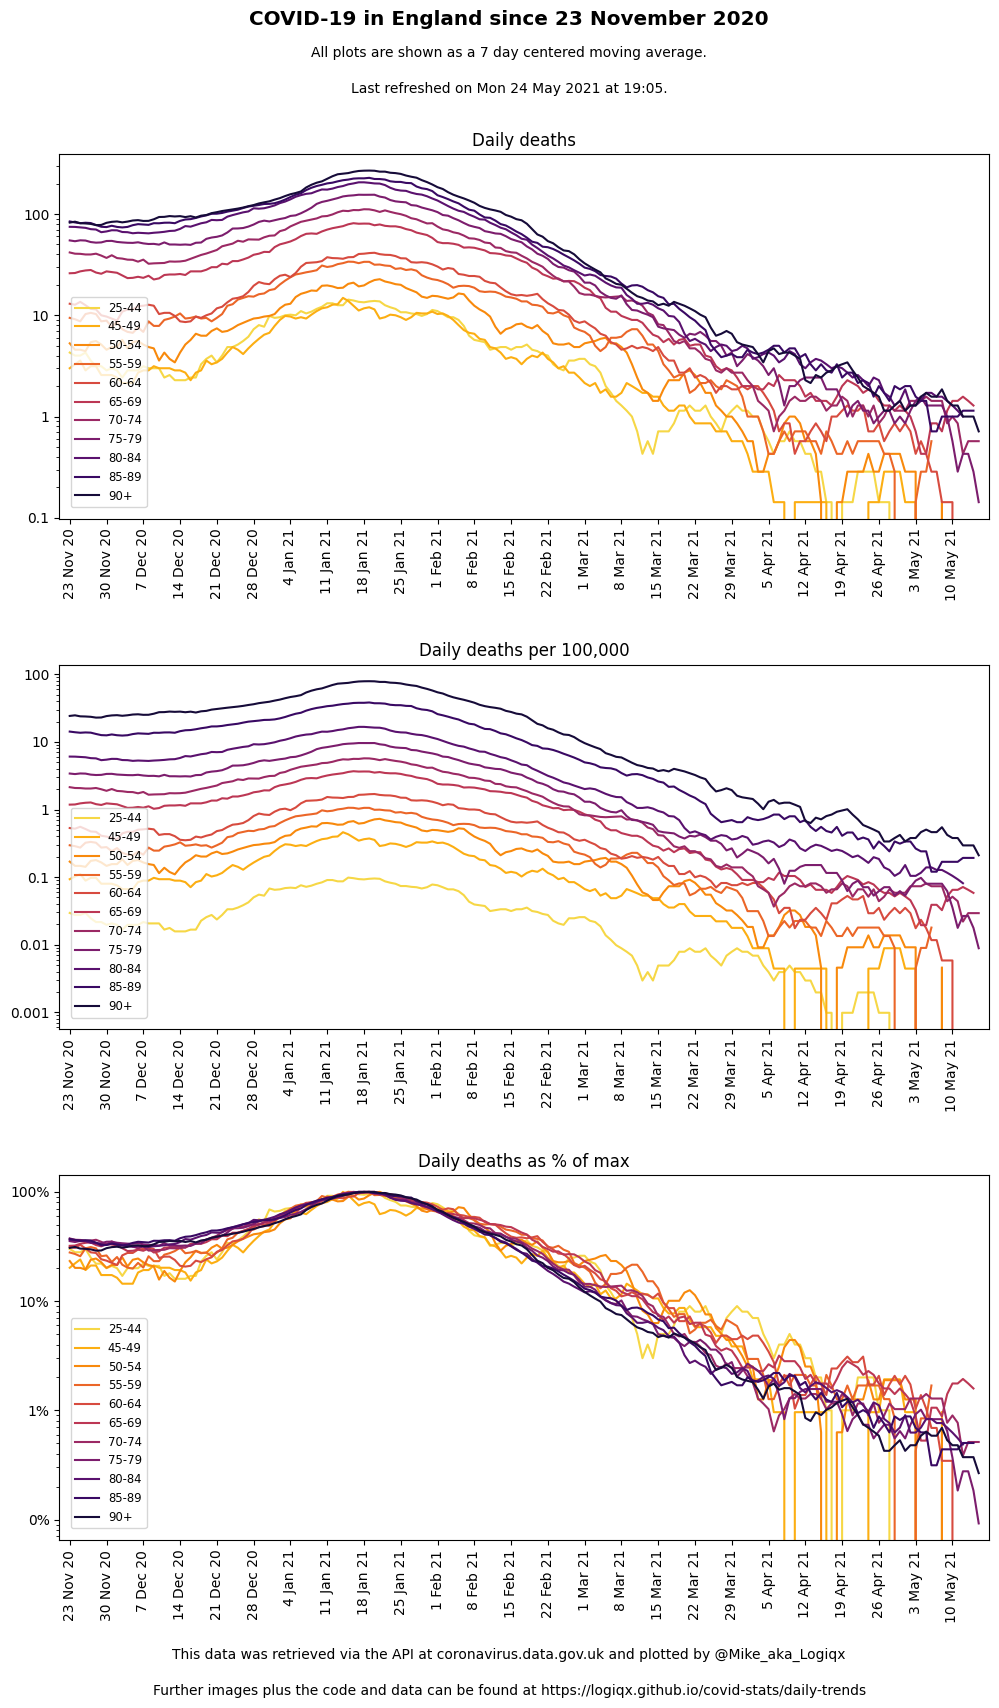 COVID-19 in England since 23 November 2020
All plots are shown as a 7 day centered moving average.
Last refreshed on Mon 24 May 2021 at 19:05.
Daily deaths
100
10
1
0.1
25-44
45-49
50-54
55-59
60-64
65-69
70-74
75-79
80-84
85-89
90+
23 Nov 20
30 Nov 20
7 Dec 20
14 Dec 20
21 Dec 20
28 Dec 20
4 Jan 21
11 Jan 21
18 Jan 21
25 Jan 21
1 Feb 21
8 Feb 21
15 Feb 21
22 Feb 21
1 Mar 21
8 Mar 21
15 Mar 21
22 Mar 21
29 Mar 21
5 Apr 21
12 Apr 21
19 Apr 21
26 Apr 21
3 May 21
10 May 21
Daily deaths per 100,000
100
10
1
0.1
0.01
0.001
25-44
45-49
50-54
55-59
60-64
65-69
70-74
75-79
80-84
85-89
90+
23 Nov 20
30 Nov 20
7 Dec 20
14 Dec 20
21 Dec 20
28 Dec 20
4 Jan 21
11 Jan 21
18 Jan 21
25 Jan 21
1 Feb 21
8 Feb 21
15 Feb 21
22 Feb 21
1 Mar 21
8 Mar 21
15 Mar 21
22 Mar 21
29 Mar 21
5 Apr 21
12 Apr 21
19 Apr 21
26 Apr 21
3 May 21
10 May 21
Daily deaths as % of max
100%
10%
1%
0%
25-44
45-49
50-54
55-59
60-64
65-69
70-74
75-79
80-84
85-89
90+
23 Nov 20
30 Nov 20
7 Dec 20
14 Dec 20
21 Dec 20
28 Dec 20
4 Jan 21
11 Jan 21
18 Jan 21
25 Jan 21
1 Feb 21
8 Feb 21
15 Feb 21
22 Feb 21
1 Mar 21
8 Mar 21
15 Mar 21
22 Mar 21
29 Mar 21
5 Apr 21
12 Apr 21
19 Apr 21
26 Apr 21
3 May 21
10 May 21
This data was retrieved via the API at coronavirus.data.gov.uk and plotted by @Mike_aka_Logiqx
Further images plus the code and data can be found at https://logiqx.github.io/covid-stats/daily-trends